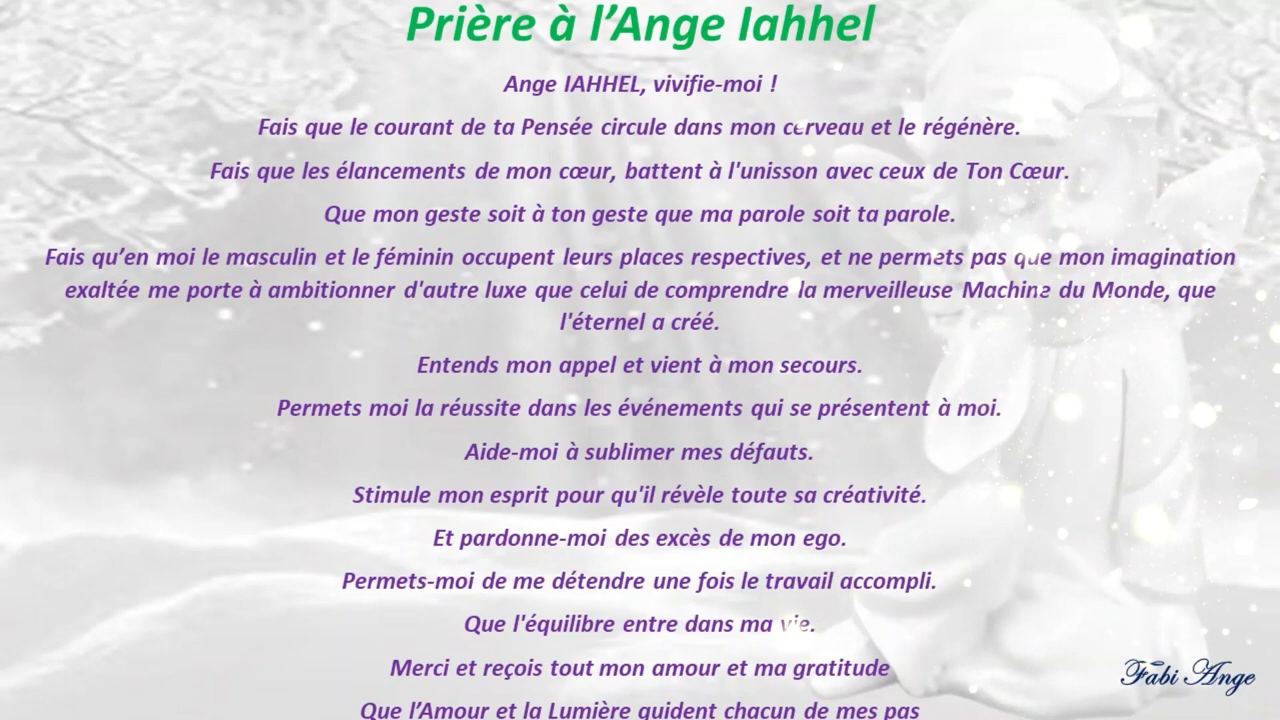 Prière à l’Ange Iahhel
Ange IAHHEL, vivifie-moi !
Fais que le courant de ta Pensée circule dans mon cerveau et le régénère.
Fais que les élancements de mon cœur, battent à l'unisson avec ceux de Ton Cœur.
Que mon geste soit à ton geste que ma parole soit ta parole.
Fais qu’en moi le masculin et le féminin occupent leurs places respectives, et ne permets pas que mon imagination
exaltée me porte à ambitionner d'autre luxe que celui de comprendre la merveilleuse Machine du Monde, que
l'éternel a créé.
Entends mon appel et vient à mon secours.
Permets moi la réussite dans les événements qui se présentent à moi.
Aide-moi à sublimer mes défauts.
Stimule mon esprit pour qu'il révèle toute sa créativité.
Et pardonne-moi des excès de mon ego.
Permets-moi de me détendre une fois le travail accompli.
Que l'équilibre entre dans ma vie.
Merci et reçois tout mon amour et ma gratitude
Fabi Ange
Que l’Amour et la Lumière guident chacun de mes pas